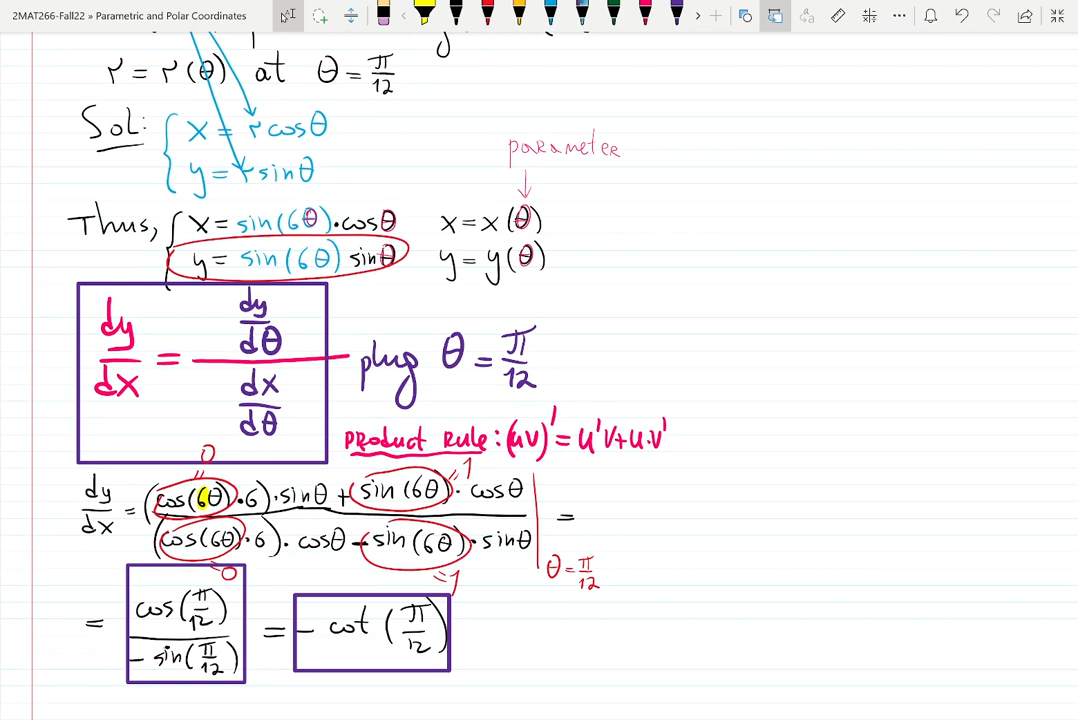 2MAT266-Fall22 » Parametric and Polar Coordinates
r = r(θ) at θ = π/12
Sol: { x = r cosθ
y = r sinθ
parameter
Thus, { x = sin(6θ)·cosθ x = x(θ)
y = sin(6θ) sinθ y = y(θ)
dy/dx = (dy/dθ)/(dx/dθ) plug θ = π/12
PRODUCT RULE: (uv)' = u'v + u·v'
0
=1
dy/dx = ((cos(6θ)·6)·sinθ + sin(6θ)·cosθ)/((cos(6θ)·6)·cosθ - sin(6θ)·sinθ) | θ = π/12 =
=0
=1
= cos(π/12)/(- sin(π/12)) = - cot(π/12)